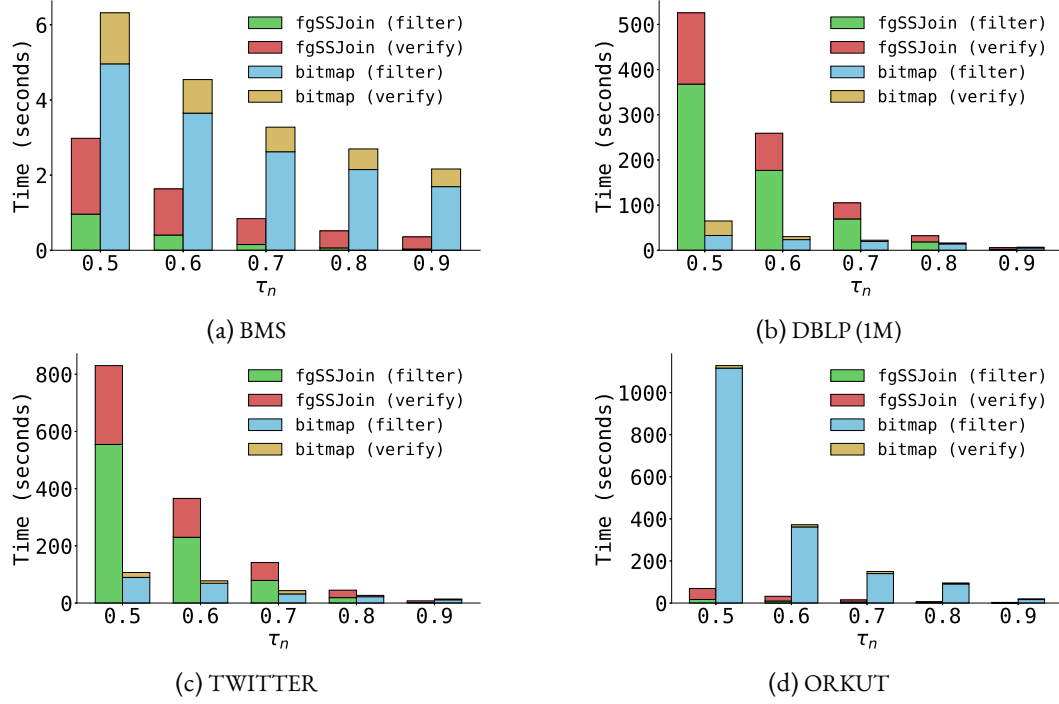 fgSSJoin (filter)
fgSSJoin (verify)
bitmap (filter)
bitmap (verify)
Time (seconds)
6
4
2
0
0.5 0.6 0.7 0.8 0.9
τn
(a) BMS
fgSSJoin (filter)
fgSSJoin (verify)
bitmap (filter)
bitmap (verify)
Time (seconds)
500
400
300
200
100
0
0.5 0.6 0.7 0.8 0.9
τn
(b) DBLP (1M)
fgSSJoin (filter)
fgSSJoin (verify)
bitmap (filter)
bitmap (verify)
Time (seconds)
800
600
400
200
0
0.5 0.6 0.7 0.8 0.9
τn
(c) TWITTER
fgSSJoin (filter)
fgSSJoin (verify)
bitmap (filter)
bitmap (verify)
Time (seconds)
1000
800
600
400
200
0
0.5 0.6 0.7 0.8 0.9
τn
(d) ORKUT